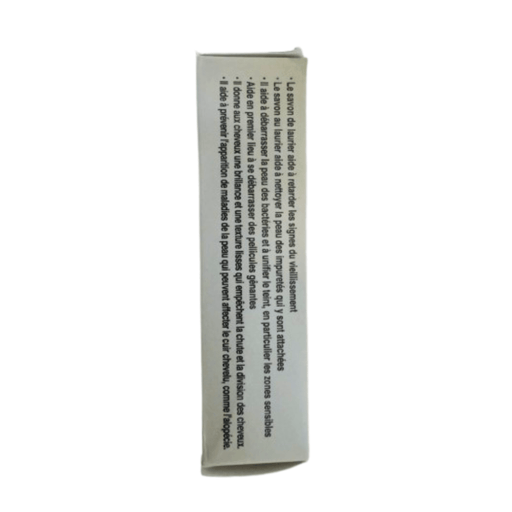 · Le savon de laurier aide à retarder les signes du vieillissement
· Le savon au laurier aide à nettoyer la peau des impuretés qui y sont attachées
· Il aide à débarrasser la peau des bactéries et à unifier le teint, en particulier les zones sensibles
· Aide en premier lieu à se débarrasser des pellicules gênantes
· Il donne aux cheveux une brillance et une texture lisses qui empêchent la chute et la division des cheveux.
· Il aide à prévenir l'apparition de maladies de la peau qui peuvent affecter le cuir chevelu, comme l'alopécie.